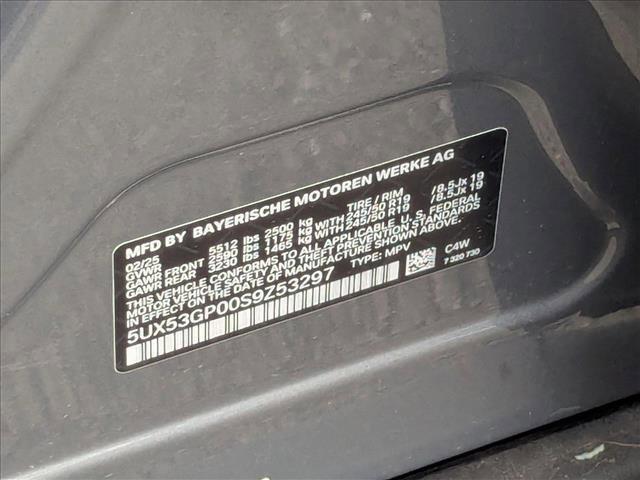 MFD BY BAYERISCHE MOTOREN WERKE AG
02/25
GVWR 5512 lbs 2500 kg TIRE / RIM
GAWR FRONT 2590 lbs 1175 kg WITH 245/50 R19 /8.5Jx 19
GAWR REAR 3230 lbs 1465 kg WITH 245/50 R19 /8.5Jx 19
THIS VEHICLE CONFORMS TO ALL APPLICABLE U. S. FEDERAL
MOTOR VEHICLE SAFETY AND THEFT PREVENTION STANDARDS
IN EFFECT ON THE DATE OF MANUFACTURE SHOWN ABOVE.
5UX53GP00S9Z53297 TYPE: MPV C4W
7 320 730